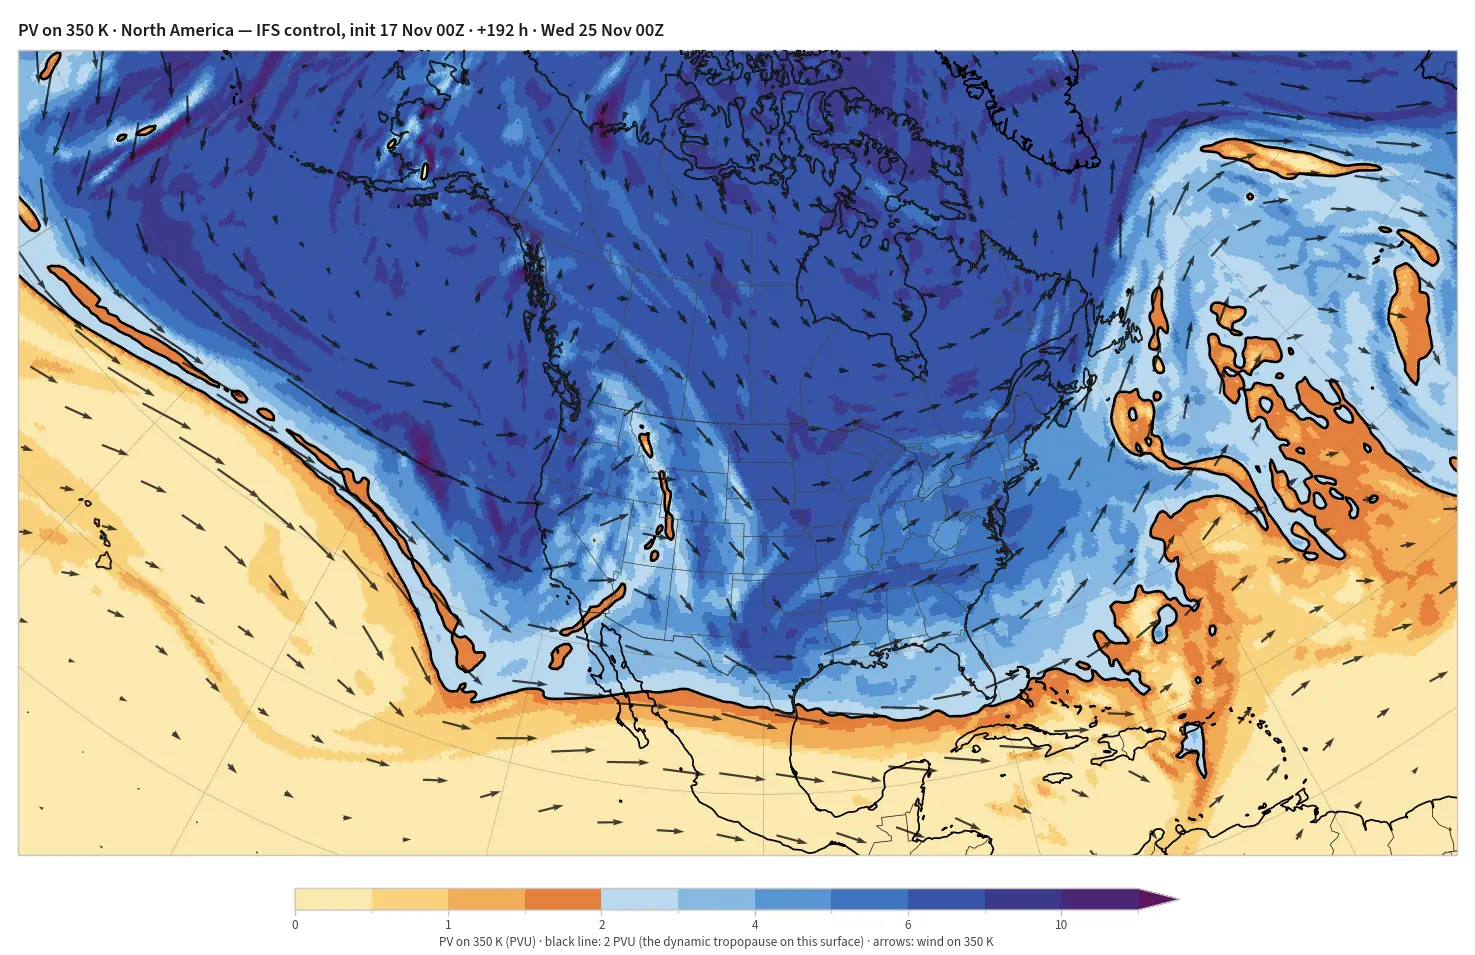 PV on 350 K · North America — IFS control, init 17 Nov 00Z · +192 h · Wed 25 Nov 00Z
0 1 2 4 6 10
PV on 350 K (PVU) · black line: 2 PVU (the dynamic tropopause on this surface) · arrows: wind on 350 K